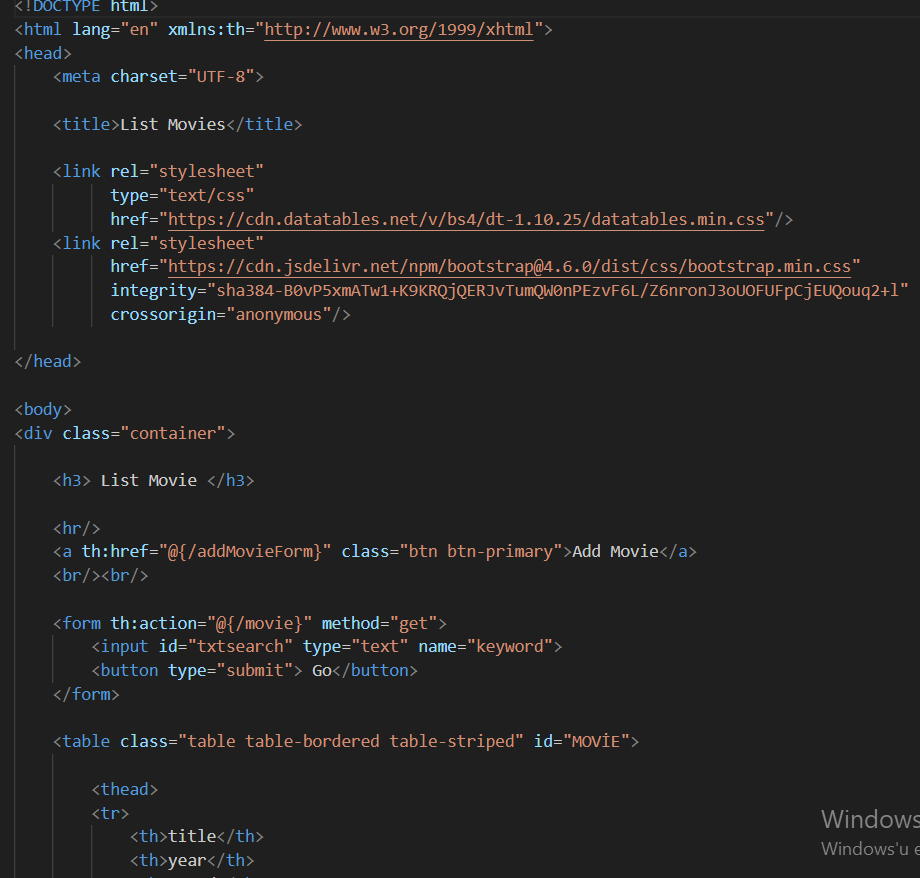 <!DOCTYPE html>
<html lang="en" xmlns:th="http://www.w3.org/1999/xhtml">
<head>
<meta charset="UTF-8">
<title>List Movies</title>
<link rel="stylesheet"
type="text/css"
href="https://cdn.datatables.net/v/bs4/dt-1.10.25/datatables.min.css"/>
<link rel="stylesheet"
href="https://cdn.jsdelivr.net/npm/bootstrap@4.6.0/dist/css/bootstrap.min.css"
integrity="sha384-B0vP5xmATw1+K9KRQjQERJvTumQW0nPEzvF6L/Z6nronJ3oUOFUFpCjEUQouq2+l"
crossorigin="anonymous"/>
</head>
<body>
<div class="container">
<h3> List Movie </h3>
<hr/>
<a th:href="@{/addMovieForm}" class="btn btn-primary">Add Movie</a>
<br/><br/>
<form th:action="@{/movie}" method="get">
<input id="txtsearch" type="text" name="keyword">
<button type="submit"> Go</button>
</form>
<table class="table table-bordered table-striped" id="MOVİE">
<thead>
<tr>
<th>title</th>
<th>year</th>
Windows
Windows'u e